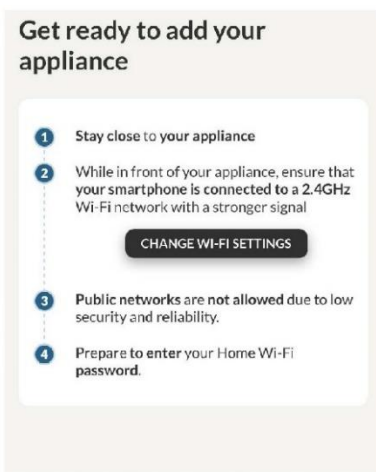 Get ready to add your
appliance
1 Stay close to your appliance
2 While in front of your appliance, ensure that
your smartphone is connected to a 2.4GHz
Wi-Fi network with a stronger signal
CHANGE WI-FI SETTINGS
3 Public networks are not allowed due to low
security and reliability.
4 Prepare to enter your Home Wi-Fi
password.